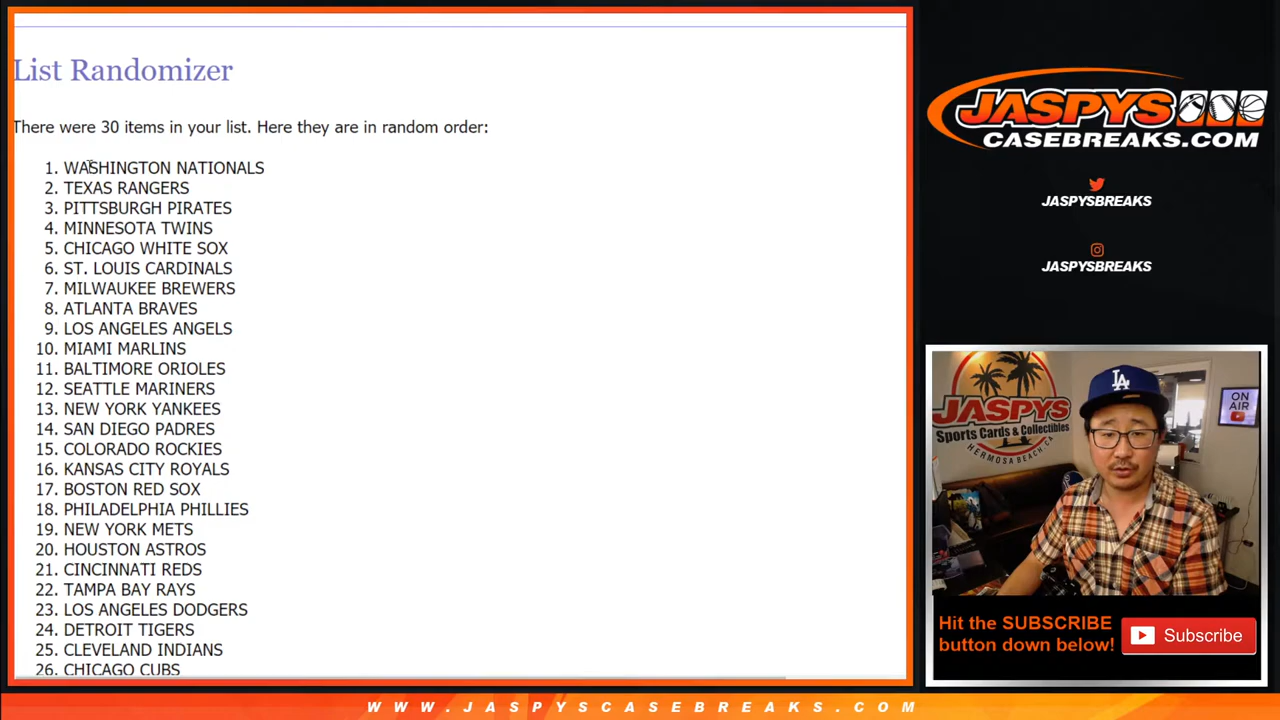 List Randomizer
There were 30 items in your list. Here they are in random order:
1. WASHINGTON NATIONALS
2. TEXAS RANGERS
3. PITTSBURGH PIRATES
4. MINNESOTA TWINS
5. CHICAGO WHITE SOX
6. ST. LOUIS CARDINALS
7. MILWAUKEE BREWERS
8. ATLANTA BRAVES
9. LOS ANGELES ANGELS
10. MIAMI MARLINS
11. BALTIMORE ORIOLES
12. SEATTLE MARINERS
13. NEW YORK YANKEES
14. SAN DIEGO PADRES
15. COLORADO ROCKIES
16. KANSAS CITY ROYALS
17. BOSTON RED SOX
18. PHILADELPHIA PHILLIES
19. NEW YORK METS
20. HOUSTON ASTROS
21. CINCINNATI REDS
22. TAMPA BAY RAYS
23. LOS ANGELES DODGERS
24. DETROIT TIGERS
25. CLEVELAND INDIANS
26. CHICAGO CUBS
JASPYS
CASEBREAKS.COM
JASPYSBREAKS
JASPYSBREAKS
JASPYS
Sports Cards & Collectibles
HERMOSA BEACH CA
LA
ON
AIR
Hit the SUBSCRIBE
button down below!
Subscribe
WWW.JASPYSCASEBREAKS.COM